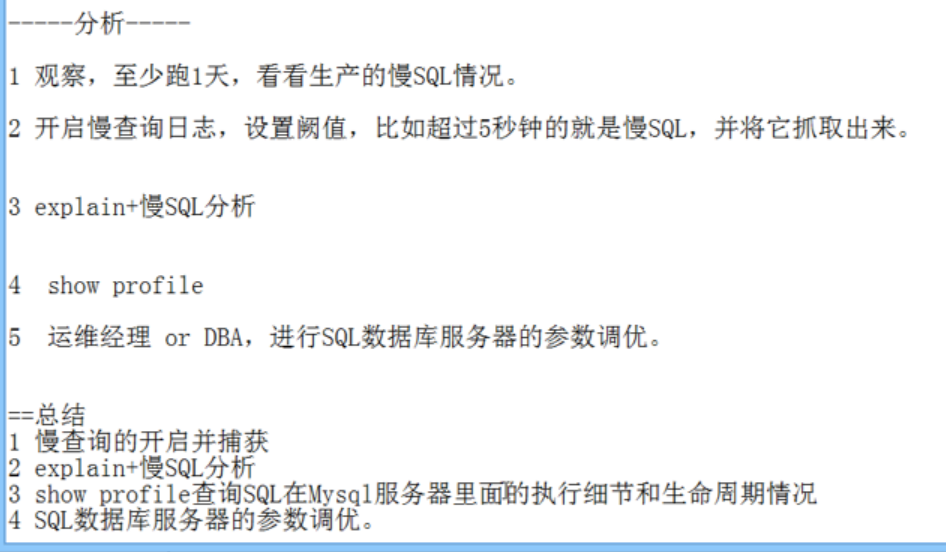 -----分析-----
1 观察，至少跑1天，看看生产的慢SQL情况。
2 开启慢查询日志，设置阙值，比如超过5秒钟的就是慢SQL，并将它抓取出来。
3 explain+慢SQL分析
4 show profile
5 运维经理 or DBA，进行SQL数据库服务器的参数调优。
==总结
1 慢查询的开启并捕获
2 explain+慢SQL分析
3 show profile查询SQL在Mysql服务器里面的执行细节和生命周期情况
4 SQL数据库服务器的参数调优。